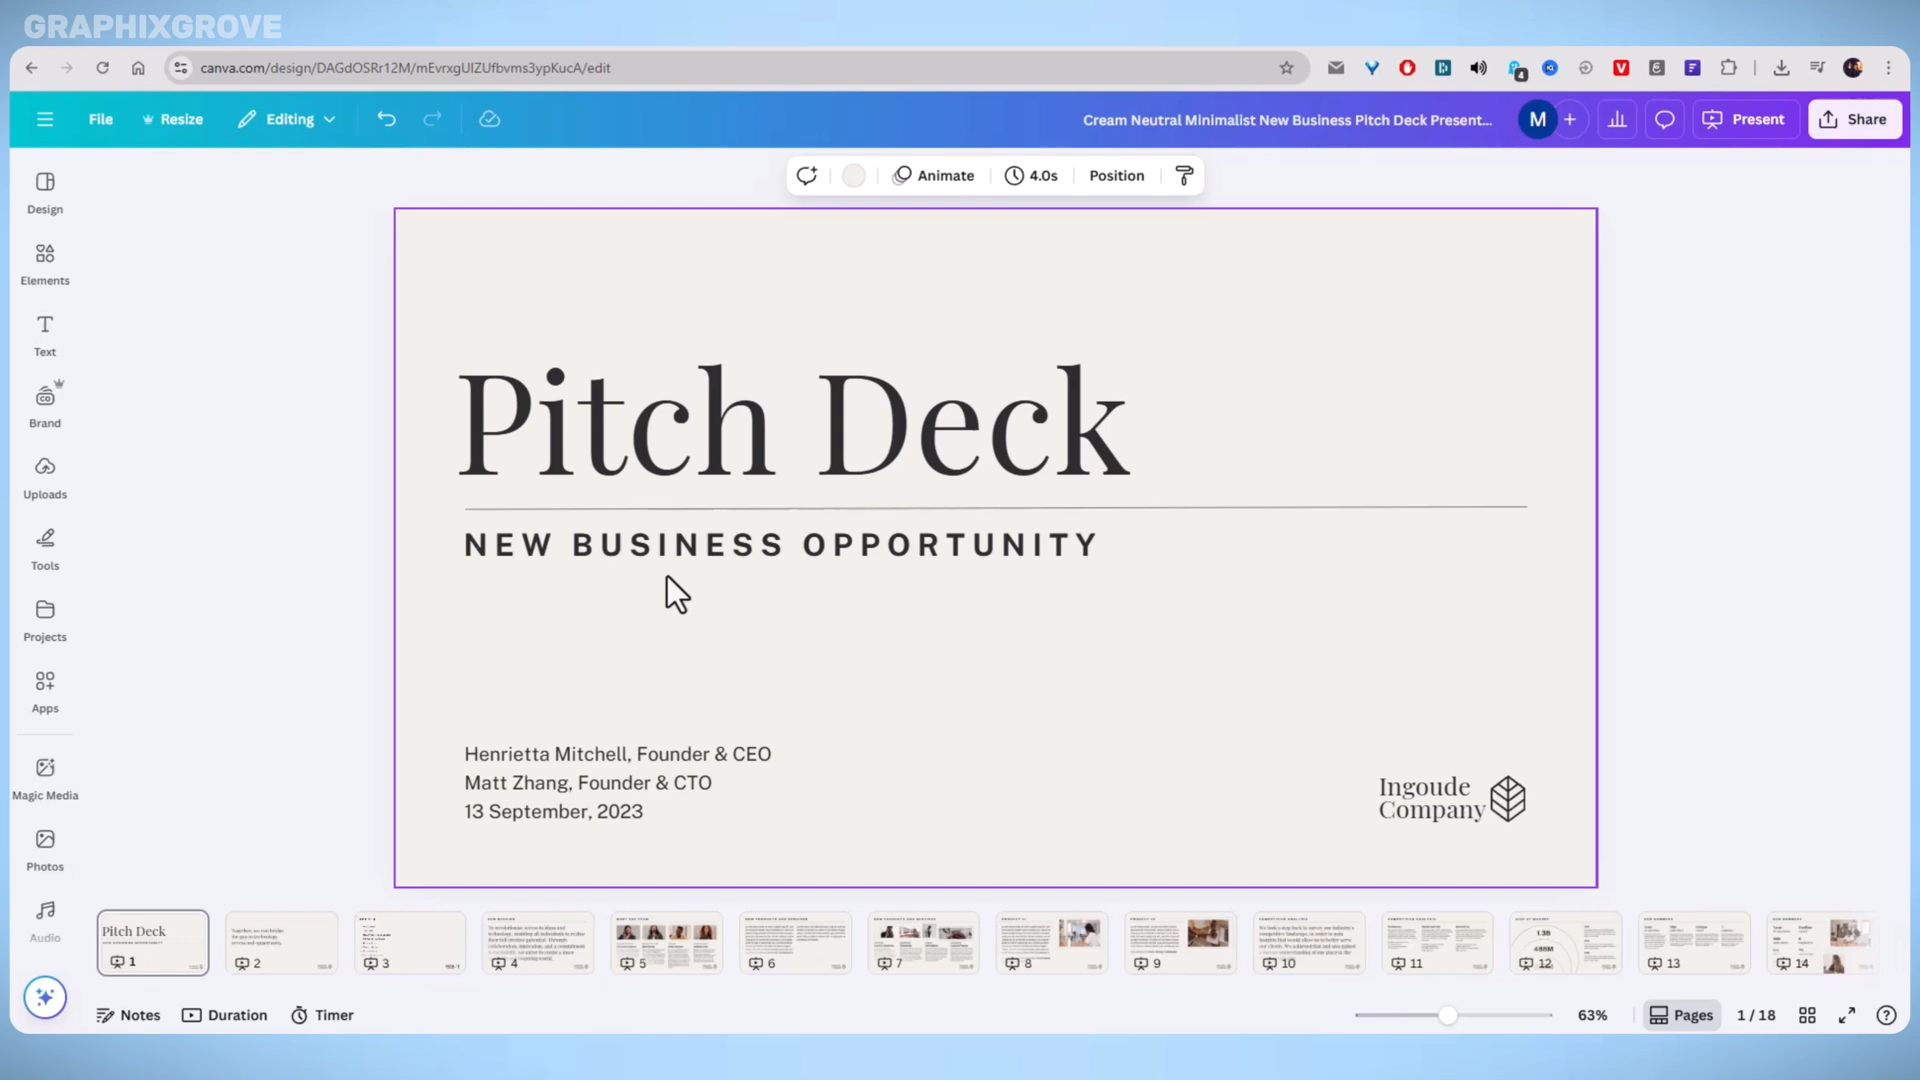 GRAPHIXGROVE
canva.com/design/DAGdOSRr12M/mEvrxgUIZUfbvms3ypKucA/edit
4
File
Resize
Editing
Cream Neutral Minimalist New Business Pitch Deck Present...
M
Present
Share
Animate
4.0s
Position
Design
Elements
Text
Brand
Uploads
Tools
Projects
Apps
Magic Media
Photos
Audio
Pitch Deck
NEW BUSINESS OPPORTUNITY
Henrietta Mitchell, Founder & CEO
Matt Zhang, Founder & CTO
13 September, 2023
Ingoude
Company
Pitch Deck
1
2
3
4
5
6
7
8
9
10
11
1.3B
488M
12
13
14
Notes
Duration
Timer
63%
Pages
1 / 18